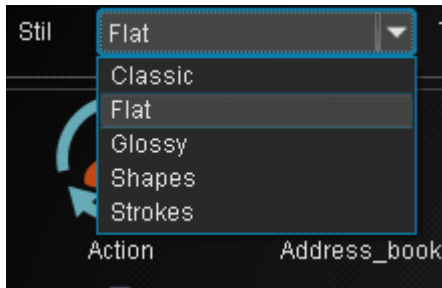 Stil Flat
Classic
Flat
Glossy
Shapes
Strokes
Action Address_book